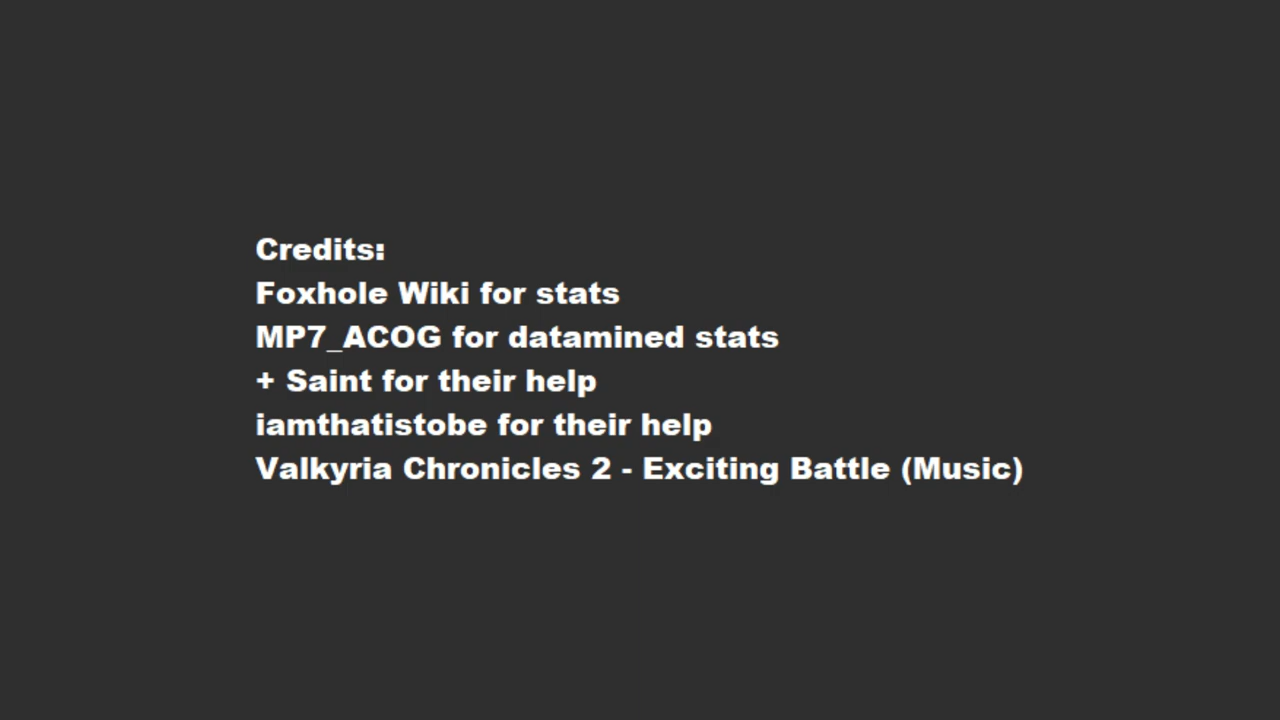 Credits:
Foxhole Wiki for stats
MP7_ACOG for datamined stats
+ Saint for their help
iamthatistobe for their help
Valkyria Chronicles 2 - Exciting Battle (Music)